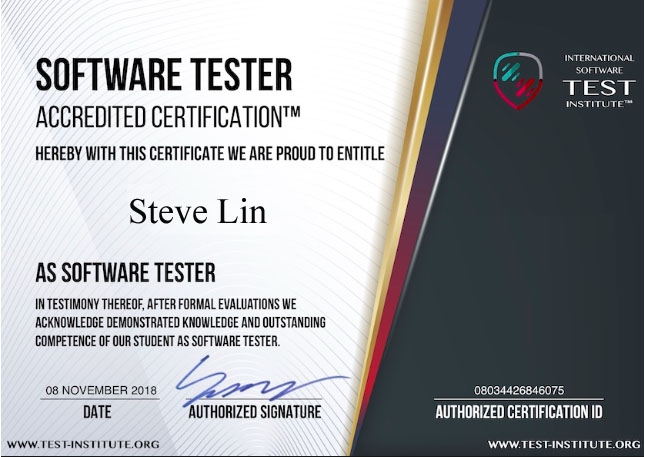 SOFTWARE TESTER
ACCREDITED CERTIFICATION™
HEREBY WITH THIS CERTIFICATE WE ARE PROUD TO ENTITLE
Steve Lin
AS SOFTWARE TESTER
IN TESTIMONY THEREOF, AFTER FORMAL EVALUATIONS WE
ACKNOWLEDGE DEMONSTRATED KNOWLEDGE AND OUTSTANDING
COMPETENCE OF OUR STUDENT AS SOFTWARE TESTER.
08 NOVEMBER 2018
DATE
AUTHORIZED SIGNATURE
WWW.TEST-INSTITUTE.ORG
INTERNATIONAL
SOFTWARE
TEST
INSTITUTE™
08034426846075
AUTHORIZED CERTIFICATION ID
WWW.TEST-INSTITUTE.ORG